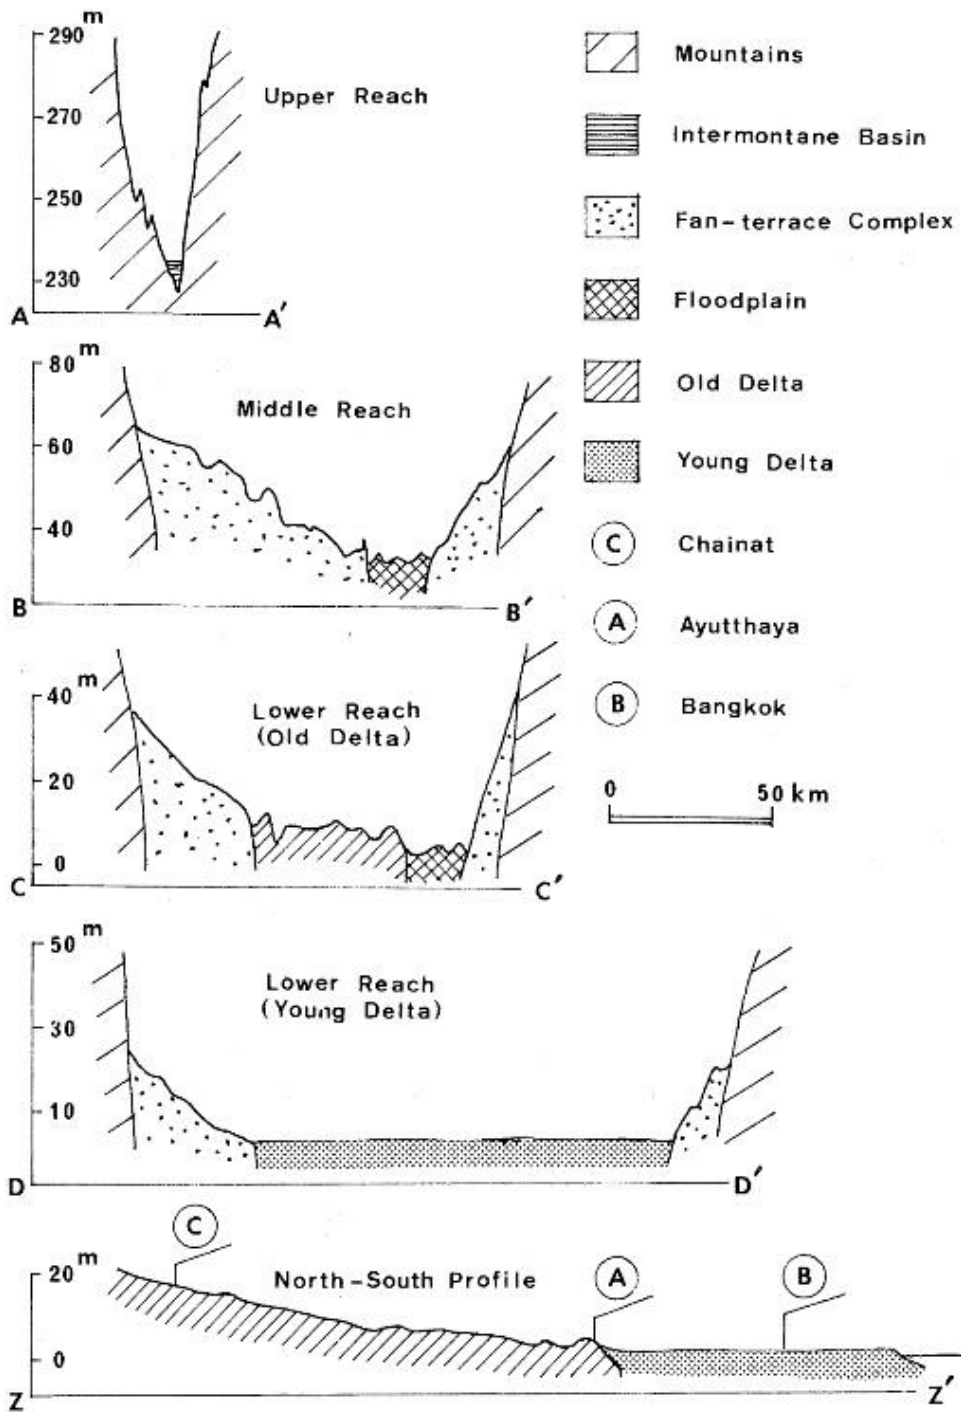 m
290
270
250
230
Upper Reach
A
A′
m
80
60
40
Middle Reach
B
B′
40 m
20
0
Lower Reach
(Old Delta)
C
C′
50 m
30
10
Lower Reach
(Young Delta)
D
D′
20 m
0
C
North-South Profile
A
B
Z
Z′
Mountains
Intermontane Basin
Fan-terrace Complex
Floodplain
Old Delta
Young Delta
C Chainat
A Ayutthaya
B Bangkok
0 50 km